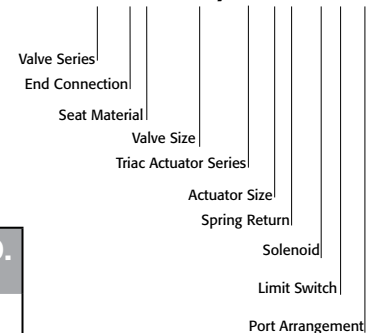 Valve Series
End Connection
Seat Material
Valve Size
Triac Actuator Series
Actuator Size
Spring Return
Solenoid
Limit Switch
Port Arrangement